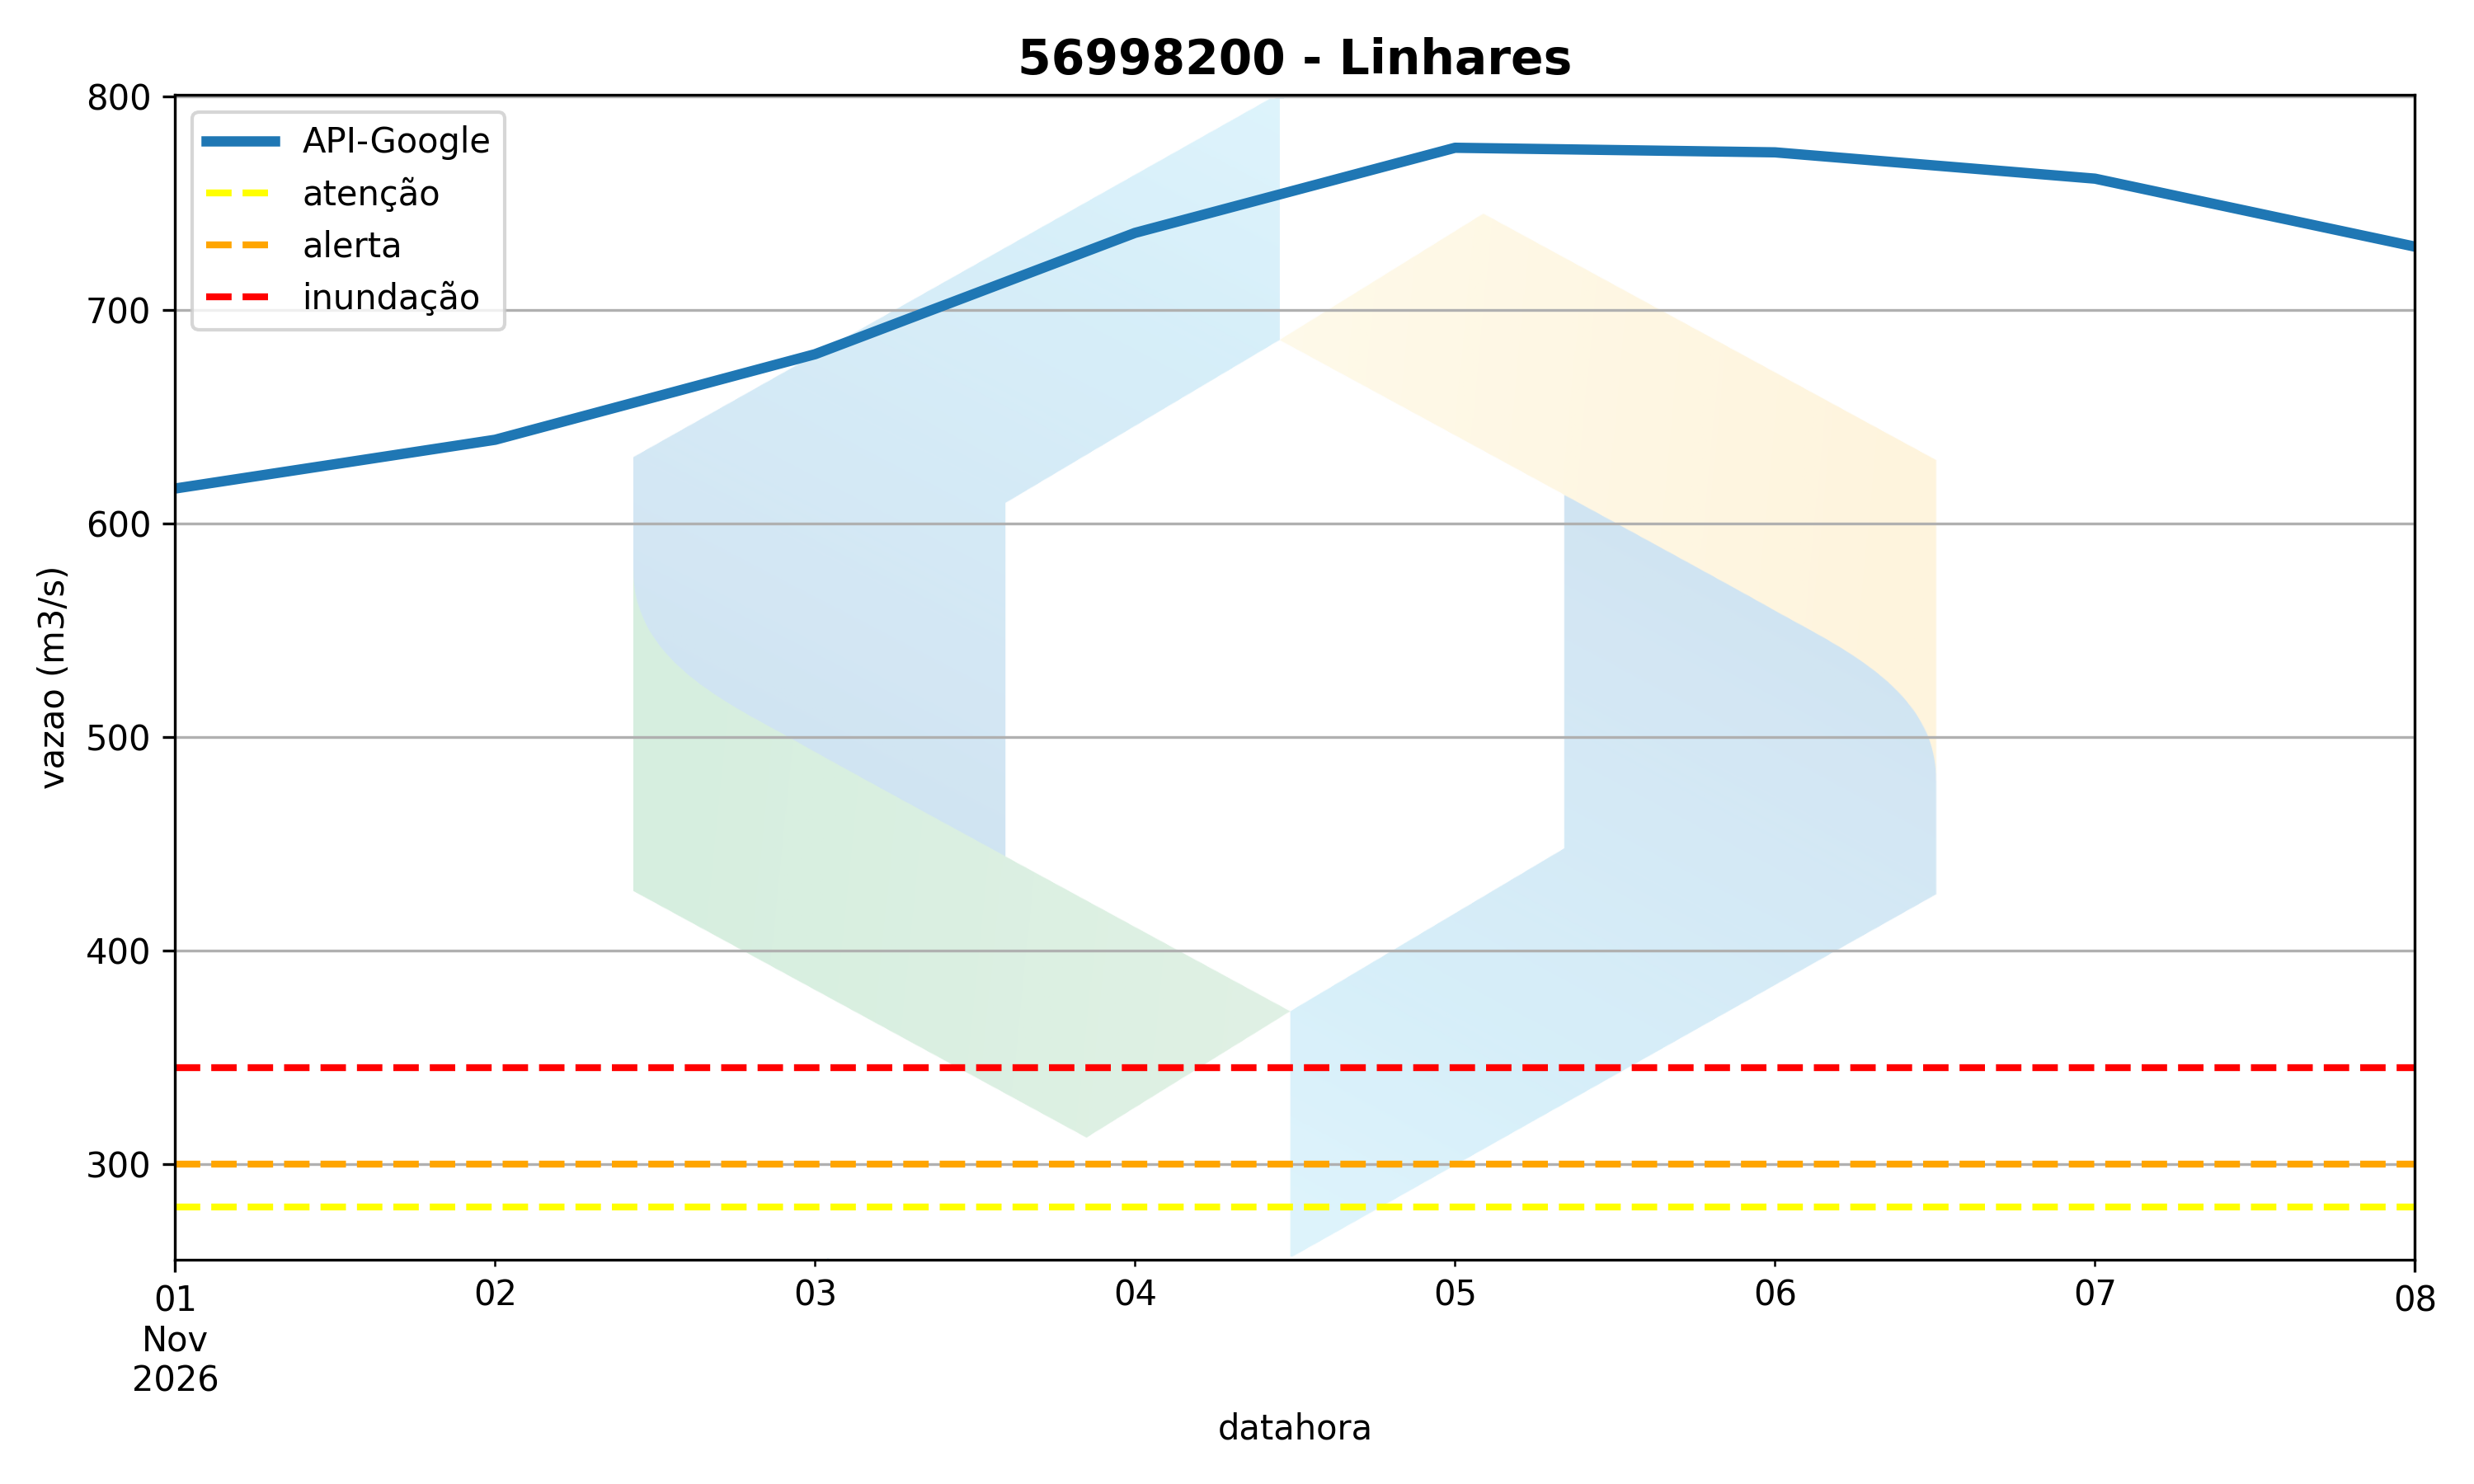 56998200 - Linhares
800
700
600
500
400
300
vazao (m3/s)
API-Google
atenção
alerta
inundação
01 02 03 04 05 06 07 08
Nov
2026
datahora